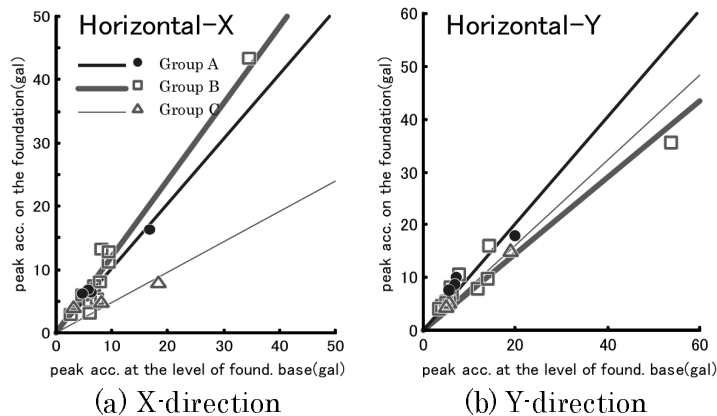 Horizontal-X
Group A
Group B
Group C
50
40
30
20
10
0
0 10 20 30 40 50
peak acc. on the foundation(gal)
peak acc. at the level of found. base(gal)
(a) X-direction
Horizontal-Y
60
50
40
30
20
10
0
0 20 40 60
peak acc. on the foundation(gal)
peak acc. at the level of found. base(gal)
(b) Y-direction